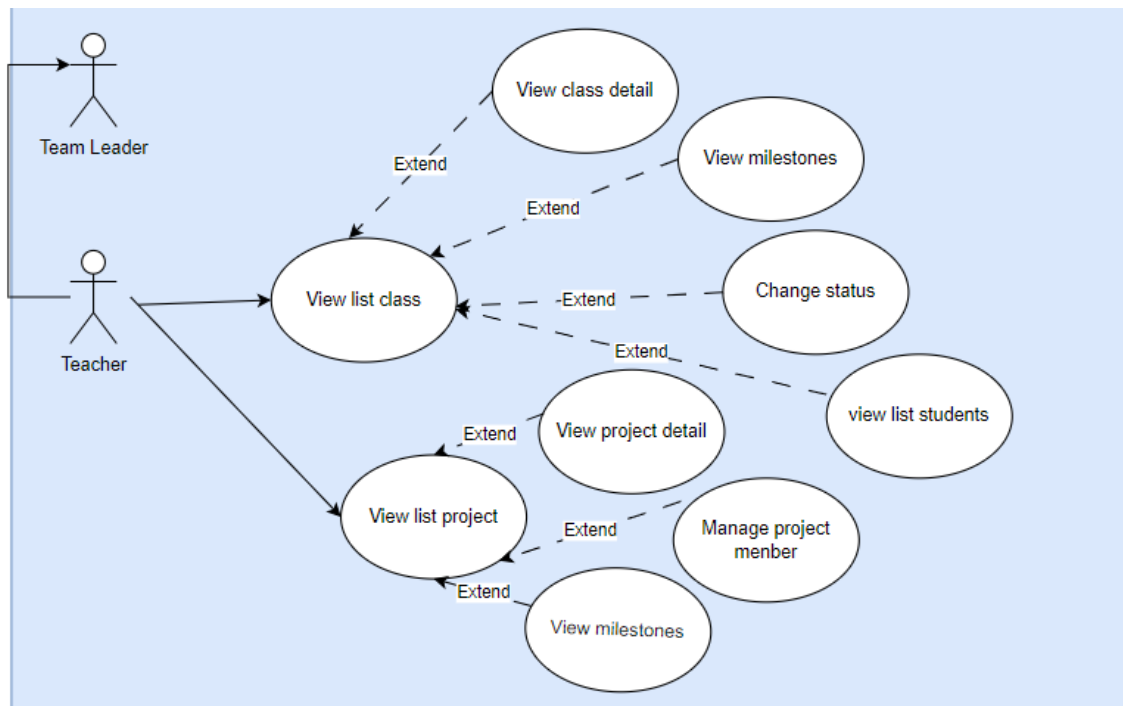 View class detail
Team Leader
View milestones
Extend
Extend
View list class
Change status
Extend
Teacher
Extend
view list students
View project detail
Extend
View list project
Extend
Manage project
menber
Extend
View milestones